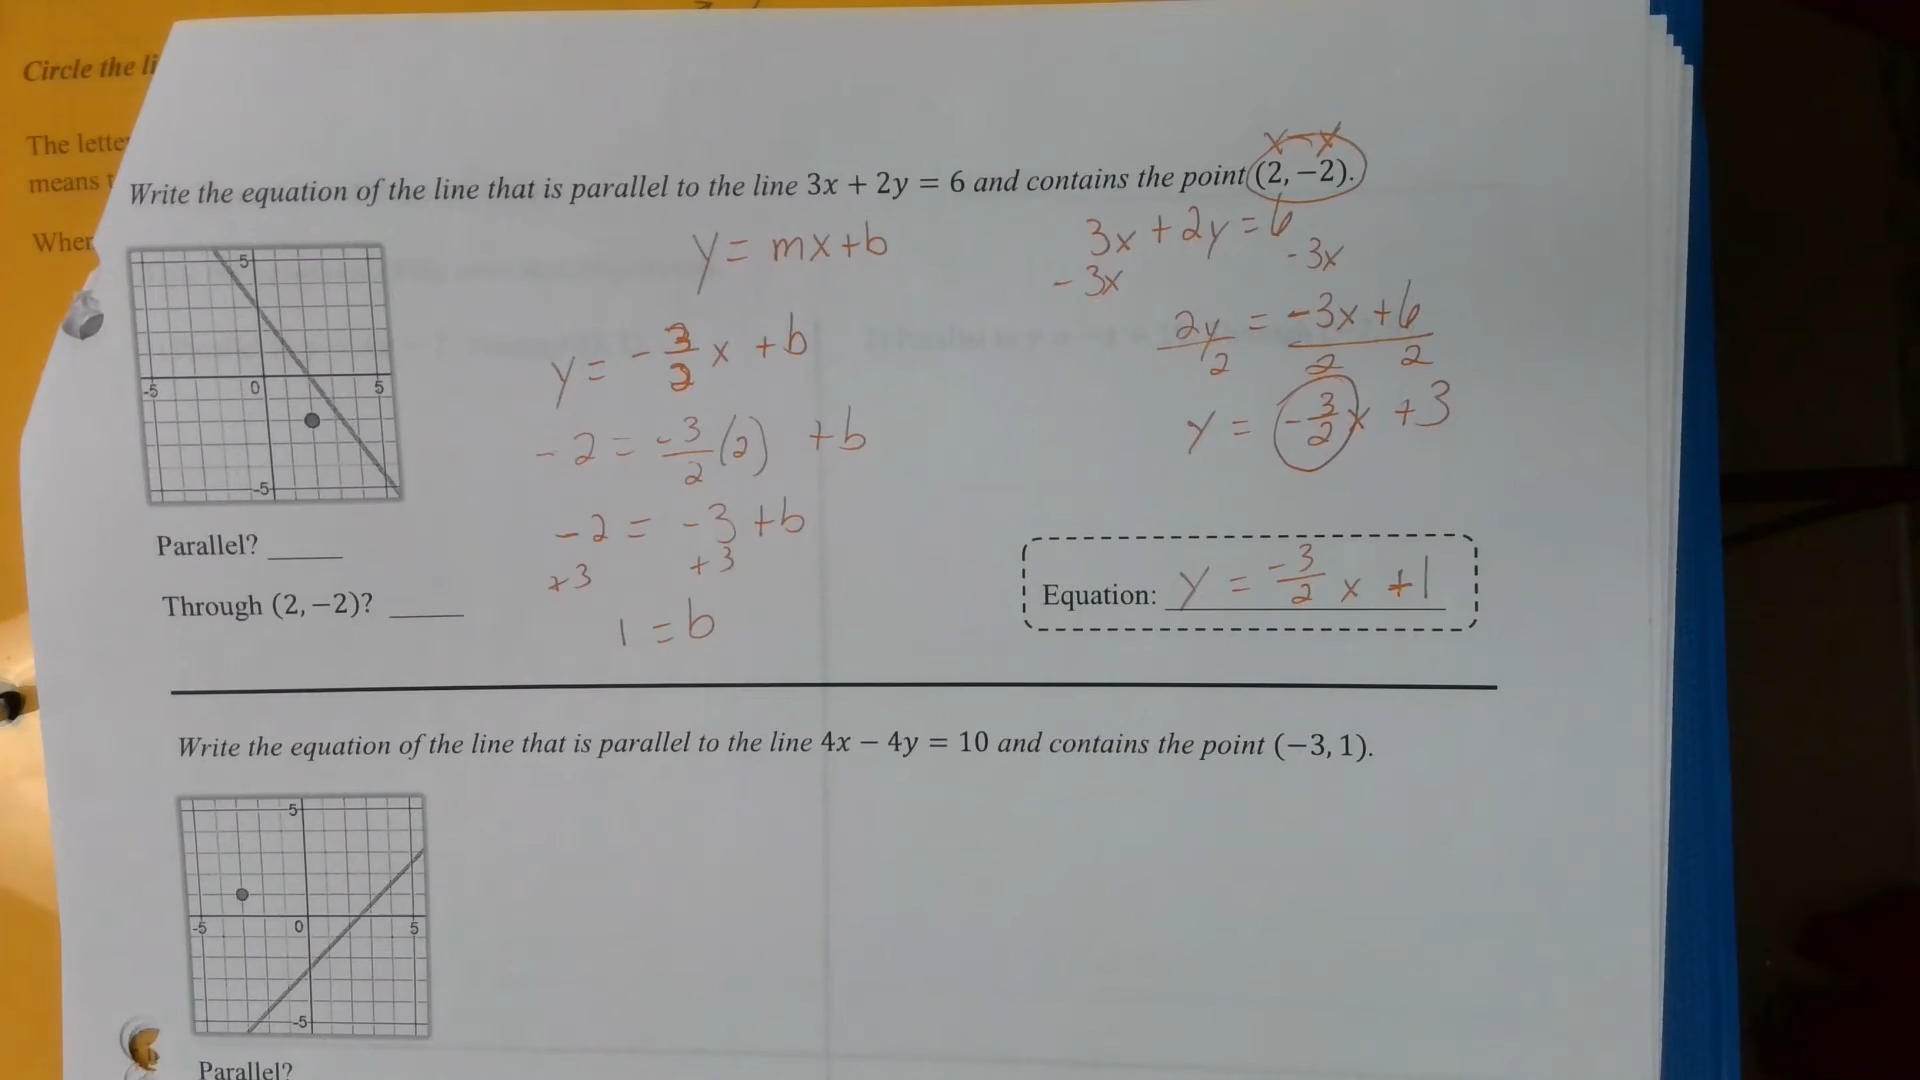 Circle the li
The lette
means t
Wher
Write the equation of the line that is parallel to the line 3x + 2y = 6 and contains the point (2, −2).
x y
y = mx+b
3x + 2y = 6
- 3x - 3x
2y = -3x + 6
/2 2 2
y = -3/2 x + 3
y = -3/2 x + b
-2 = -3/2 (2) + b
-2 = -3 + b
+3 +3
1 = b
5
-5 0 5
-5
Parallel? _____
Through (2, −2)? _____
Equation: y = -3/2 x + 1
Write the equation of the line that is parallel to the line 4x − 4y = 10 and contains the point (−3, 1).
5
-5 0 5
-5
Parallel?